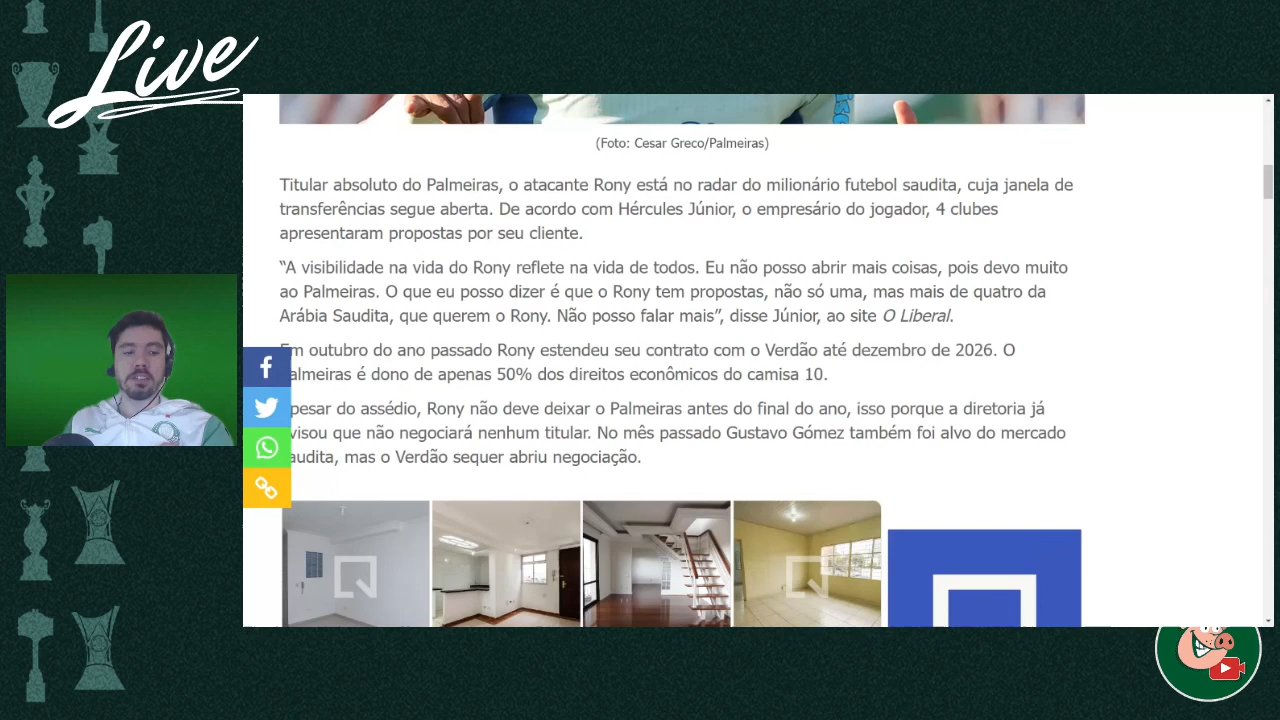 Live
(Foto: Cesar Greco/Palmeiras)
Titular absoluto do Palmeiras, o atacante Rony está no radar do milionário futebol saudita, cuja janela de
transferências segue aberta. De acordo com Hércules Júnior, o empresário do jogador, 4 clubes
apresentaram propostas por seu cliente.
“A visibilidade na vida do Rony reflete na vida de todos. Eu não posso abrir mais coisas, pois devo muito
ao Palmeiras. O que eu posso dizer é que o Rony tem propostas, não só uma, mas mais de quatro da
Arábia Saudita, que querem o Rony. Não posso falar mais”, disse Júnior, ao site O Liberal.
Em outubro do ano passado Rony estendeu seu contrato com o Verdão até dezembro de 2026. O
almeiras é dono de apenas 50% dos direitos econômicos do camisa 10.
pesar do assédio, Rony não deve deixar o Palmeiras antes do final do ano, isso porque a diretoria já
visou que não negociará nenhum titular. No mês passado Gustavo Gómez também foi alvo do mercado
audita, mas o Verdão sequer abriu negociação.